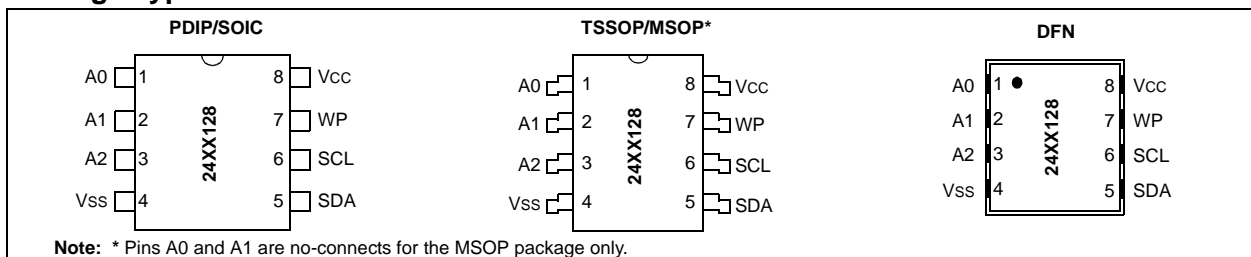 PDIP/SOIC
A0 1 8 VCC
A1 2 7 WP
A2 3 6 SCL
VSS 4 5 SDA
24XX128
TSSOP/MSOP*
A0 1 8 VCC
A1 2 7 WP
A2 3 6 SCL
VSS 4 5 SDA
24XX128
DFN
A0 1 8 VCC
A1 2 7 WP
A2 3 6 SCL
VSS 4 5 SDA
24XX128
Note: * Pins A0 and A1 are no-connects for the MSOP package only.